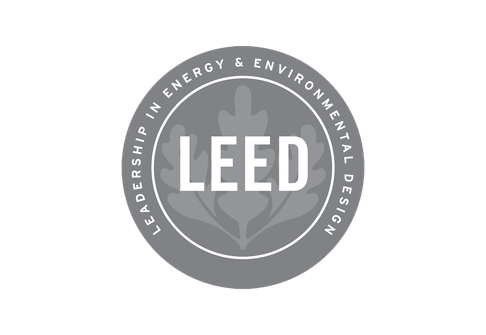 LEADERSHIP IN ENERGY & ENVIRONMENTAL DESIGN
LEED